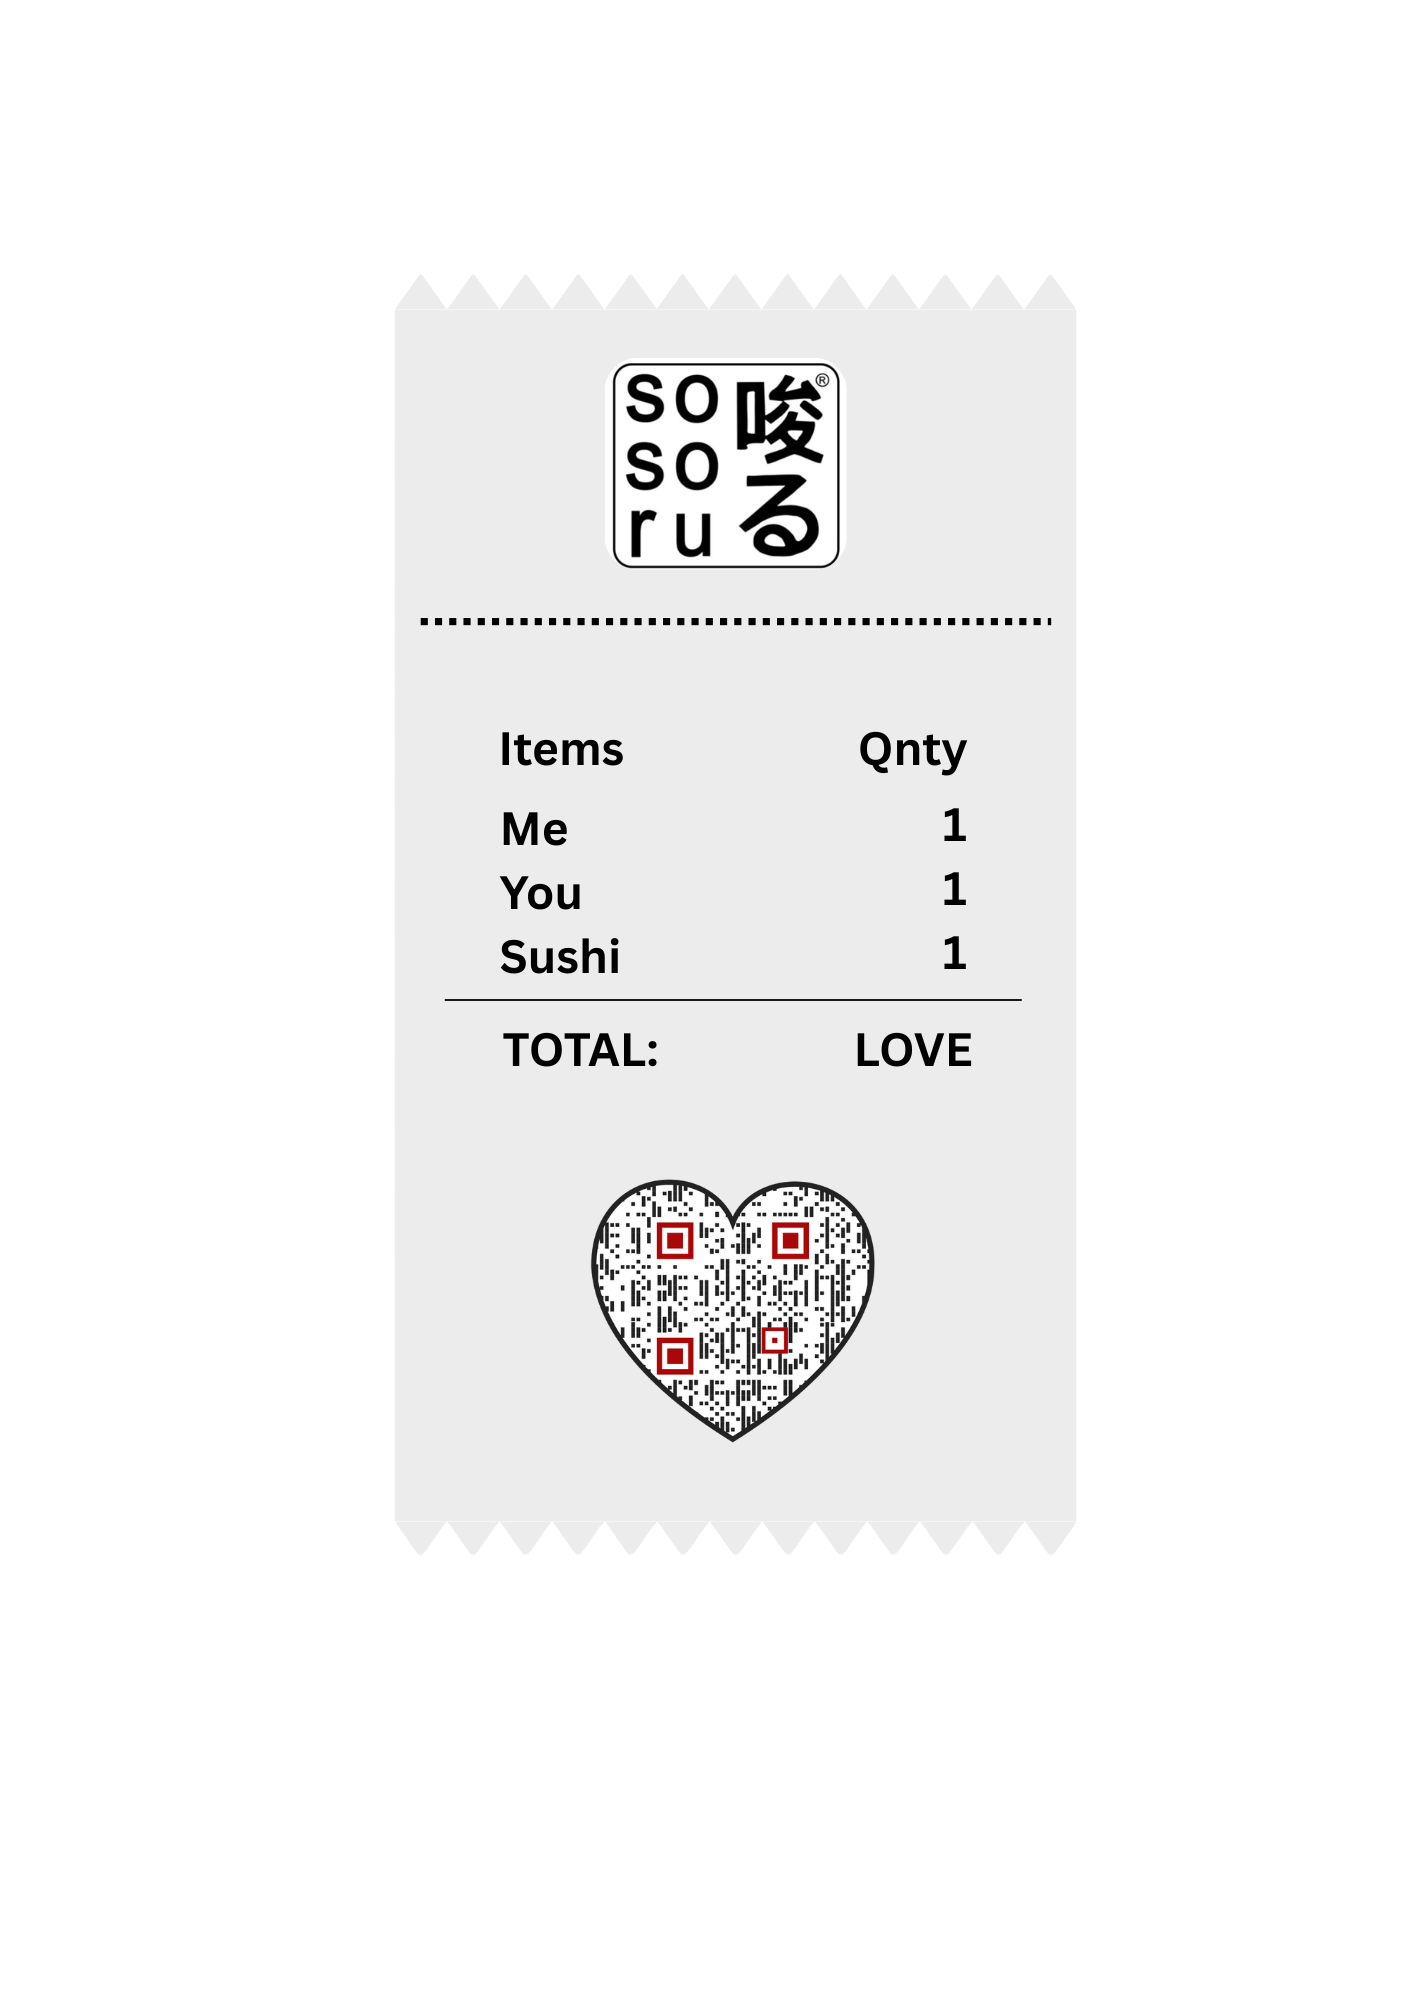 so 唆®
so る
ru
Items Qnty
Me 1
You 1
Sushi 1
TOTAL: LOVE